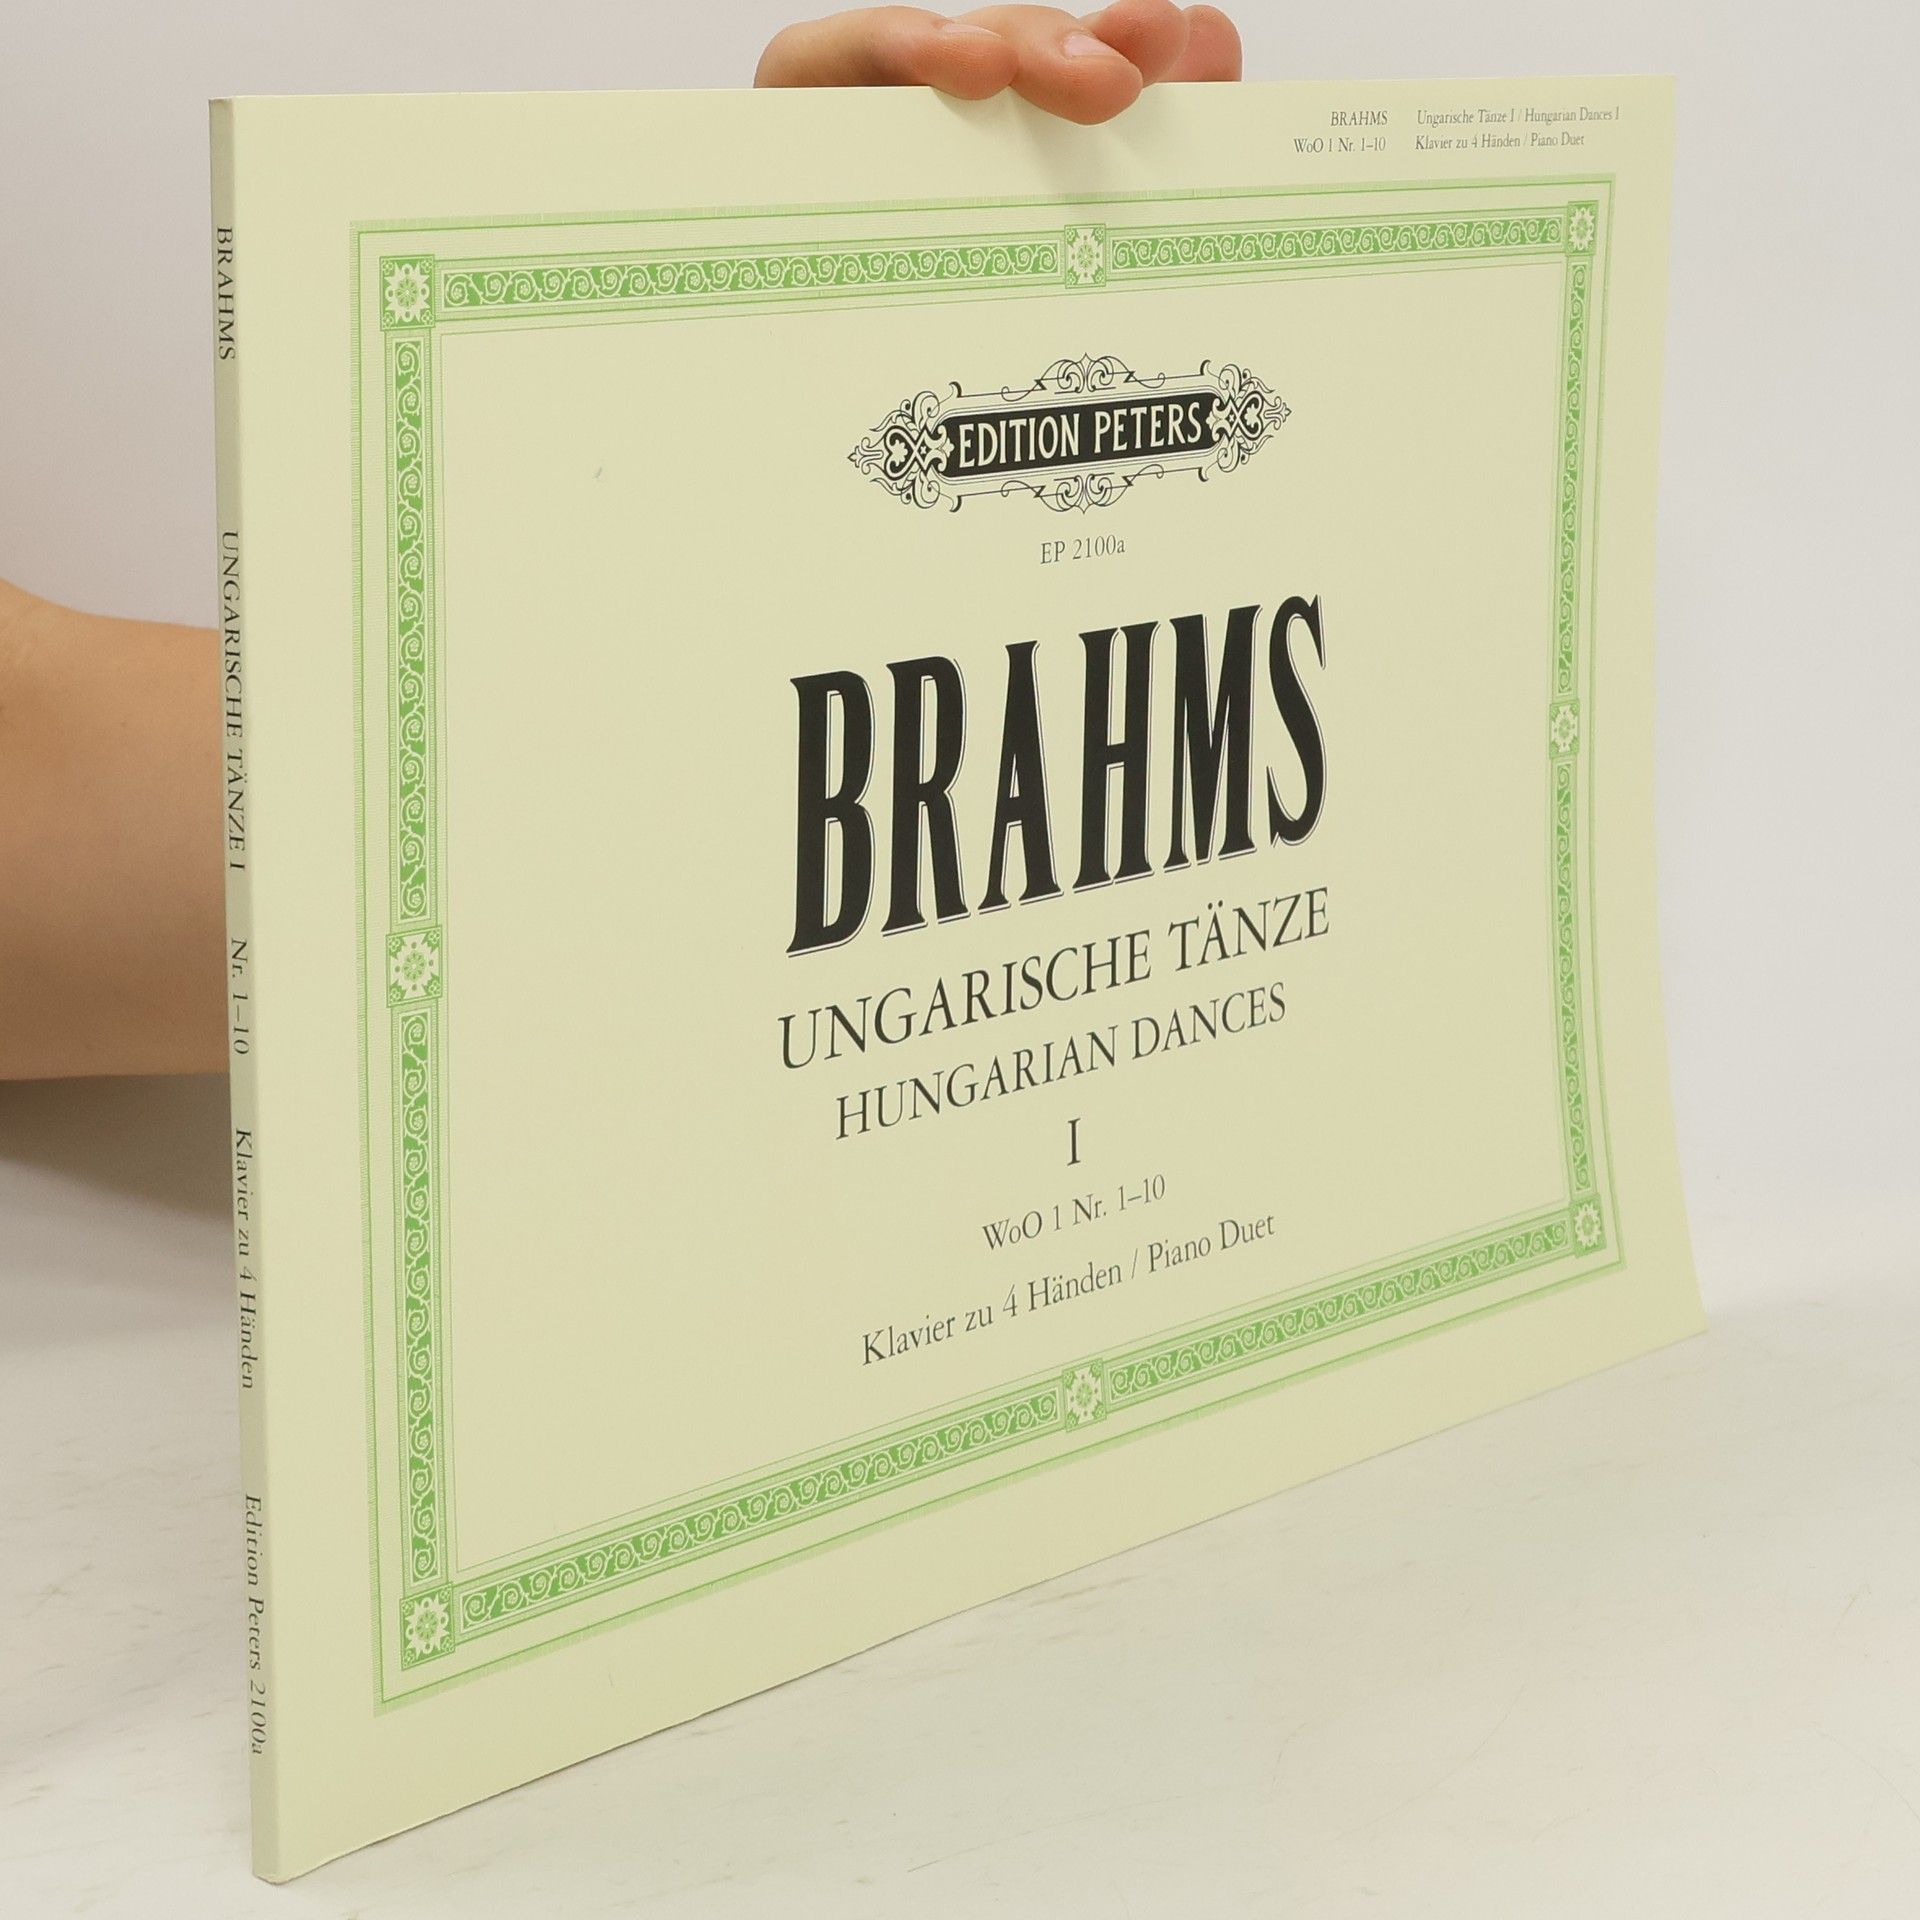 BRAHMS Ungarische Tänze I / Hungarian Dances I
WoO 1 Nr. 1–10 Klavier zu 4 Händen / Piano Duet
EDITION PETERS
EP 2100a
BRAHMS
UNGARISCHE TÄNZE
HUNGARIAN DANCES
I
WoO 1 Nr. 1–10
Klavier zu 4 Händen / Piano Duet
BRAHMS UNGARISCHE TÄNZE I Nr. 1–10 Klavier zu 4 Händen Edition Peters 2100a